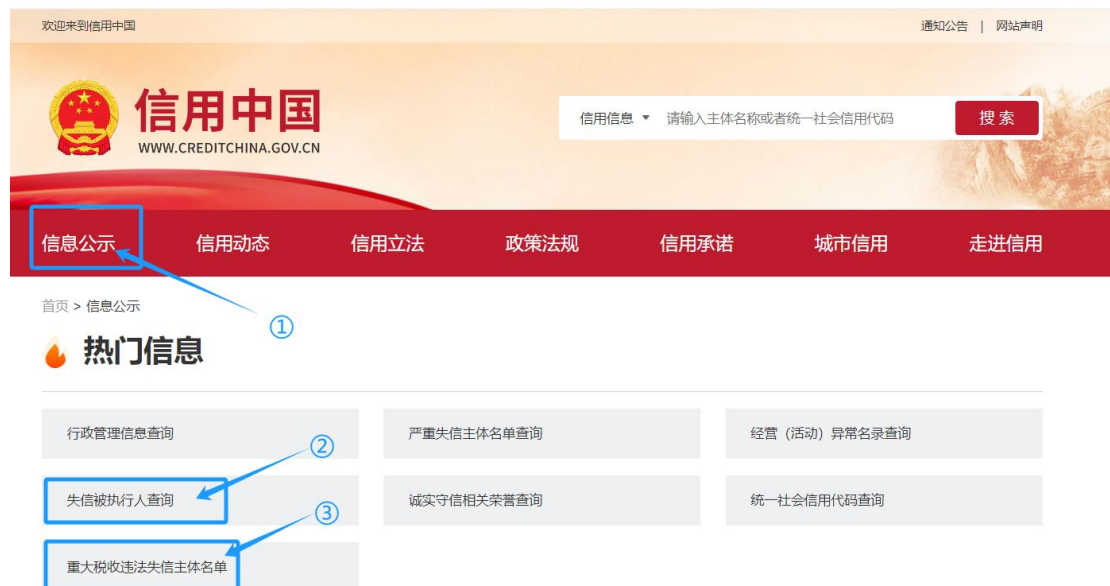 欢迎来到信用中国
通知公告 | 网站声明
信用中国
WWW.CREDITCHINA.GOV.CN
信用信息 请输入主体名称或者统一社会信用代码 搜索
信息公示 信用动态 信用立法 政策法规 信用承诺 城市信用 走进信用
首页 > 信息公示
①
热门信息
行政管理信息查询 严重失信主体名单查询 经营（活动）异常名录查询
②
失信被执行人查询 诚实守信相关荣誉查询 统一社会信用代码查询
③
重大税收违法失信主体名单